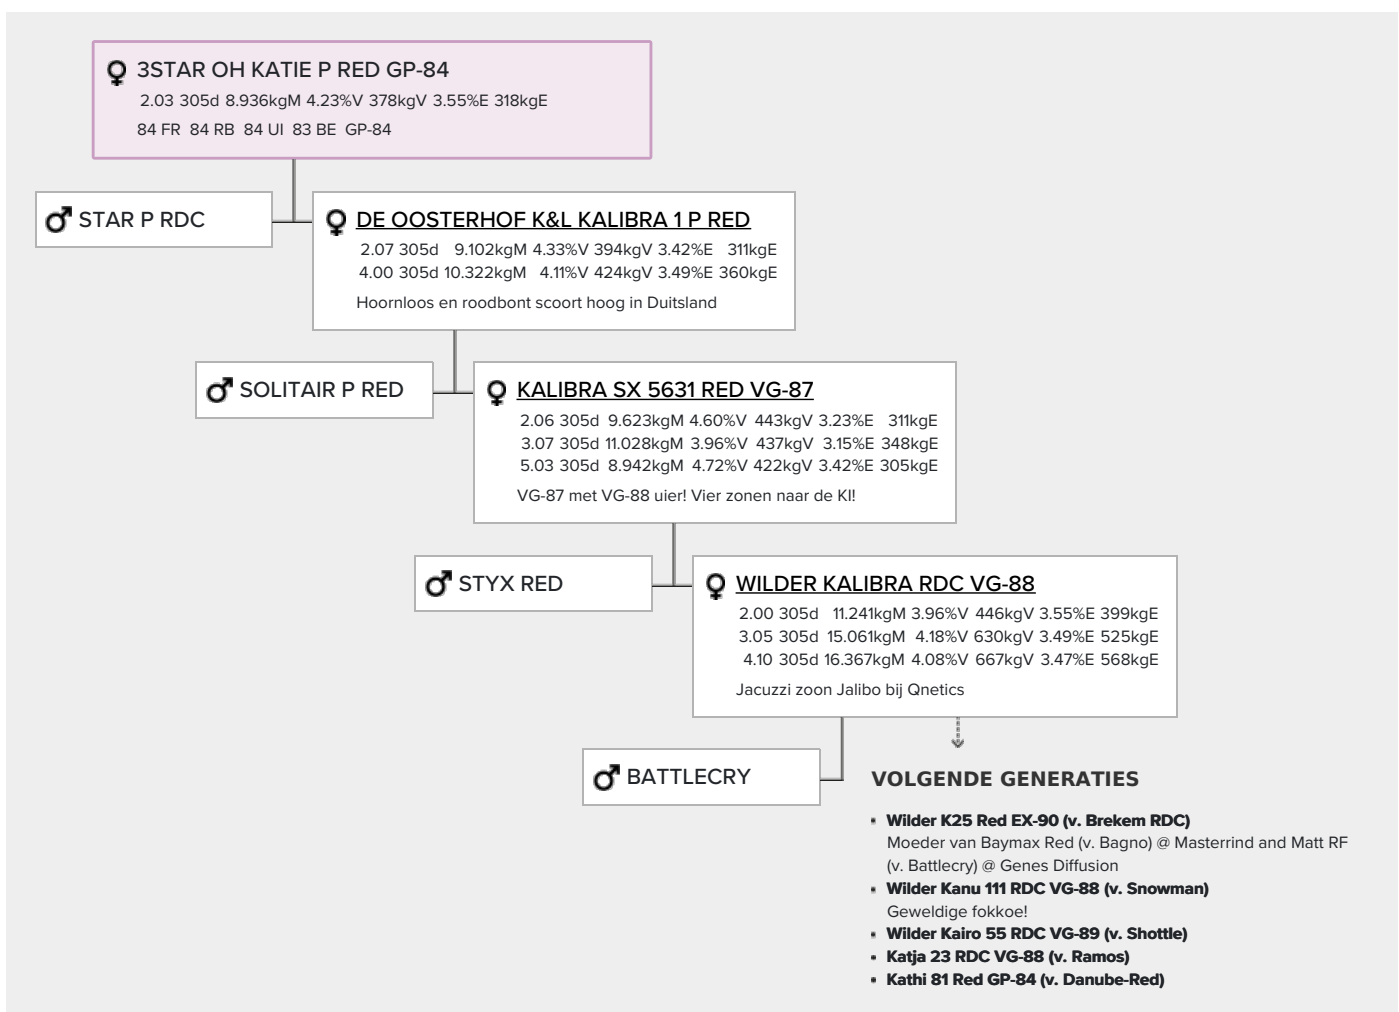 3STAR OH KATIE P RED GP-84
2.03 305d 8.936kgM 4.23%V 378kgV 3.55%E 318kgE
84 FR 84 RB 84 UI 83 BE GP-84
STAR P RDC
DE OOSTERHOF K&L KALIBRA 1 P RED
2.07 305d 9.102kgM 4.33%V 394kgV 3.42%E 311kgE
4.00 305d 10.322kgM 4.11%V 424kgV 3.49%E 360kgE
Hoornloos en roodbont scoort hoog in Duitsland
SOLITAIR P RED
KALIBRA SX 5631 RED VG-87
2.06 305d 9.623kgM 4.60%V 443kgV 3.23%E 311kgE
3.07 305d 11.028kgM 3.96%V 437kgV 3.15%E 348kgE
5.03 305d 8.942kgM 4.72%V 422kgV 3.42%E 305kgE
VG-87 met VG-88 uier! Vier zonen naar de KI!
STYX RED
WILDER KALIBRA RDC VG-88
2.00 305d 11.241kgM 3.96%V 446kgV 3.55%E 399kgE
3.05 305d 15.061kgM 4.18%V 630kgV 3.49%E 525kgE
4.10 305d 16.367kgM 4.08%V 667kgV 3.47%E 568kgE
Jacuzzi zoon Jalibo bij Qnetics
BATTLECRY
VOLGENDE GENERATIES
▪ Wilder K25 Red EX-90 (v. Brekem RDC)
Moeder van Baymax Red (v. Bagno) @ Masterrind and Matt RF
(v. Battlecry) @ Genes Diffusion
▪ Wilder Kanu 111 RDC VG-88 (v. Snowman)
Geweldige fokkoe!
▪ Wilder Kairo 55 RDC VG-89 (v. Shottle)
▪ Katja 23 RDC VG-88 (v. Ramos)
▪ Kathi 81 Red GP-84 (v. Danube-Red)